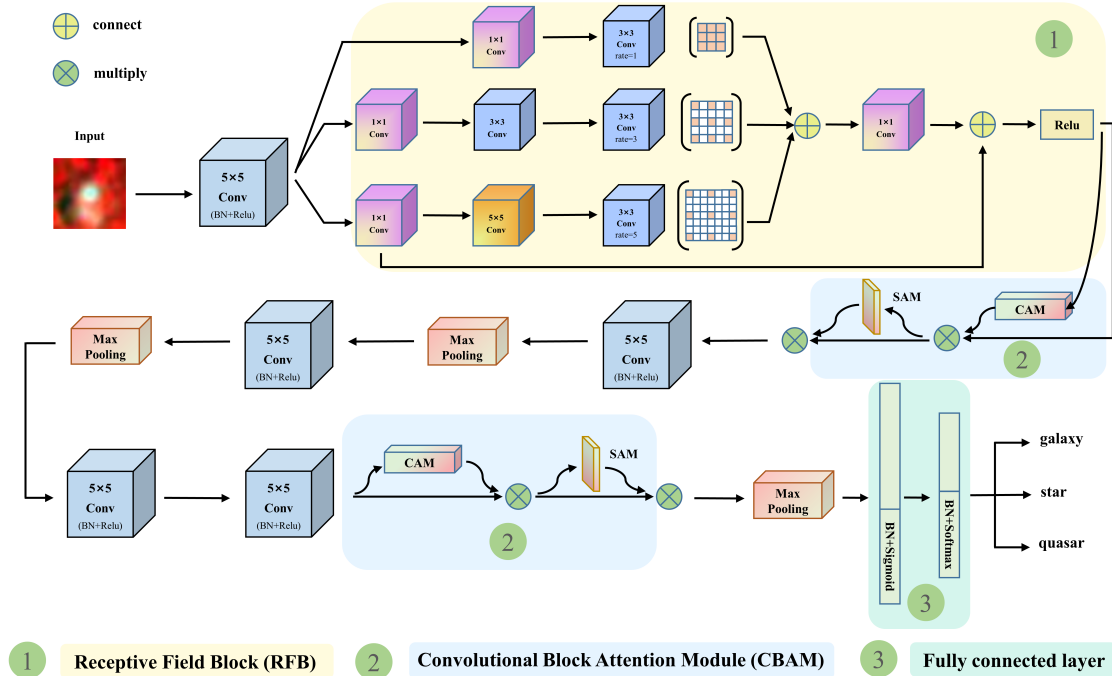 connect
multiply
Input
5×5
Conv
(BN+Relu)
1×1
Conv
3×3
Conv
rate=1
1
1×1
Conv
3×3
Conv
3×3
Conv
rate=3
1×1
Conv
Relu
1×1
Conv
5×5
Conv
3×3
Conv
rate=5
SAM
CAM
2
5×5
Conv
(BN+Relu)
Max
Pooling
5×5
Conv
(BN+Relu)
Max
Pooling
5×5
Conv
(BN+Relu)
5×5
Conv
(BN+Relu)
CAM
SAM
2
Max
Pooling
BN+Sigmoid
BN+Softmax
3
galaxy
star
quasar
1 Receptive Field Block (RFB)
2 Convolutional Block Attention Module (CBAM)
3 Fully connected layer